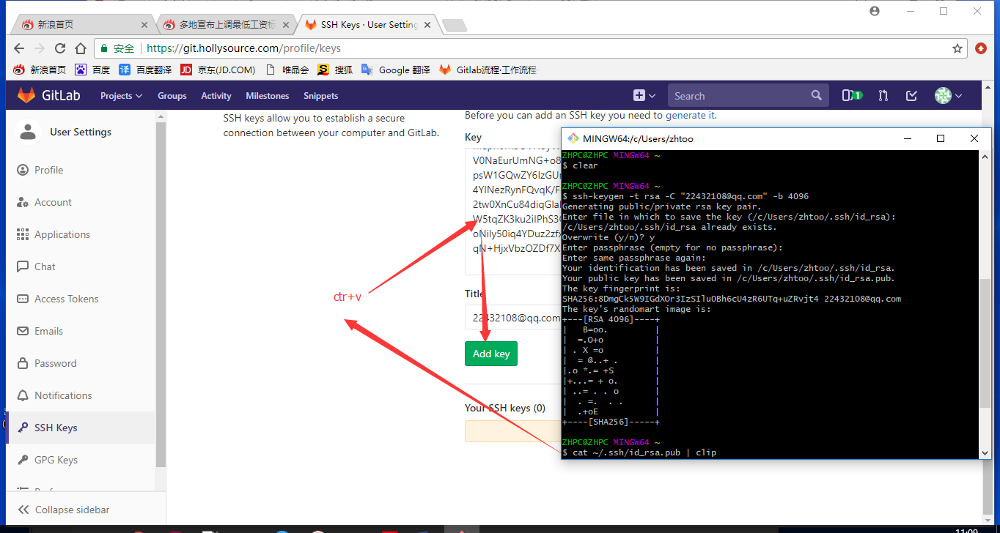 新浪首页
多地宣布上调最低工资标
SSH Keys · User Setting
安全
https://git.hollysource.com/profile/keys
新浪首页
百度
译
百度翻译
JD
京东(JD.COM)
唯品会
搜狐
Google 翻译
Gitlab流程·工作流程
GitLab
Projects
Groups
Activity
Milestones
Snippets
Search
1
User Settings
Profile
Account
Applications
Chat
Access Tokens
Emails
Password
Notifications
SSH Keys
GPG Keys
Collapse sidebar
SSH keys allow you to establish a secure
connection between your computer and GitLab.
Before you can add an SSH key you need to generate it.
Key
V0NaEurUmNG+o8
psW1GQwZY6IzGUr
4YINezRynFQvqK/F
2tw0XnCu84diqGIal
W5tqZK3ku2iIPhS3
oNily50iq4YDuz2zfx
qN+HjxVbzOZDf7X
Title
22432108@qq.com
Add key
Your SSH keys (0)
ctr+v
MINGW64:/c/Users/zhtoo
ZHPC@ZHPC MINGW64 ~
$ clear
ZHPC@ZHPC MINGW64 ~
$ ssh-keygen -t rsa -C "22432108@qq.com" -b 4096
Generating public/private rsa key pair.
Enter file in which to save the key (/c/Users/zhtoo/.ssh/id_rsa):
/c/Users/zhtoo/.ssh/id_rsa already exists.
Overwrite (y/n)? y
Enter passphrase (empty for no passphrase):
Enter same passphrase again:
Your identification has been saved in /c/Users/zhtoo/.ssh/id_rsa.
Your public key has been saved in /c/Users/zhtoo/.ssh/id_rsa.pub.
The key fingerprint is:
SHA256:8DmgCk5W9IGdXOr3IzSIlu0Bh6cU4zR6UTq+uZRvjt4 22432108@qq.com
The key's randomart image is:
+---[RSA 4096]----+
|   B=oo.         |
|  =.O+o          |
| . X =o          |
|  = @..+ .       |
|.o *.= +S        |
|+...= + o.       |
| ..= . . o       |
|  . =.  . .      |
|  .+oE           |
+----[SHA256]-----+
ZHPC@ZHPC MINGW64 ~
$ cat ~/.ssh/id_rsa.pub | clip
11:09